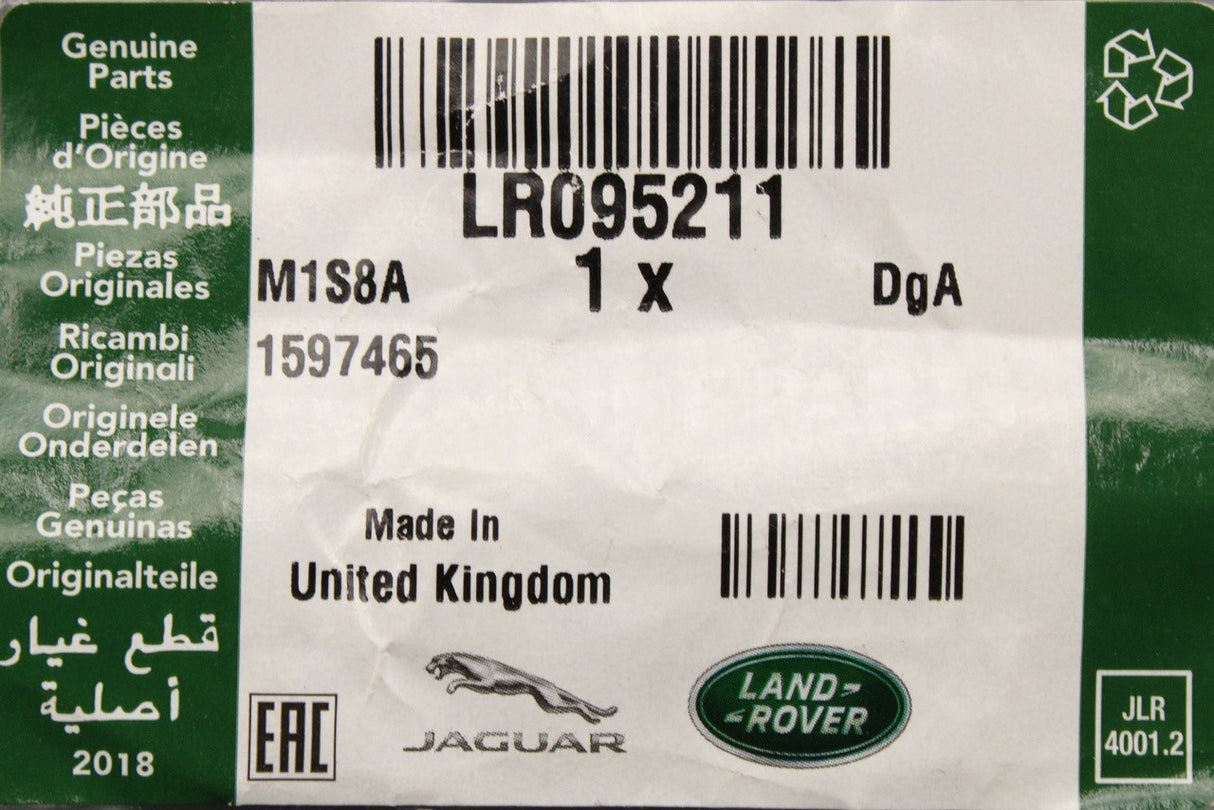 Genuine
Parts
Pièces
d'Origine
純正部品
Piezas
Originales
Ricambi
Originali
Originele
Onderdelen
Peças
Genuinas
Originalteile
قطع غيار
أصلية
2018
LR095211
M1S8A 1 x DgA
1597465
Made In
United Kingdom
EAC
JAGUAR
LAND-
-ROVER
JLR
4001.2